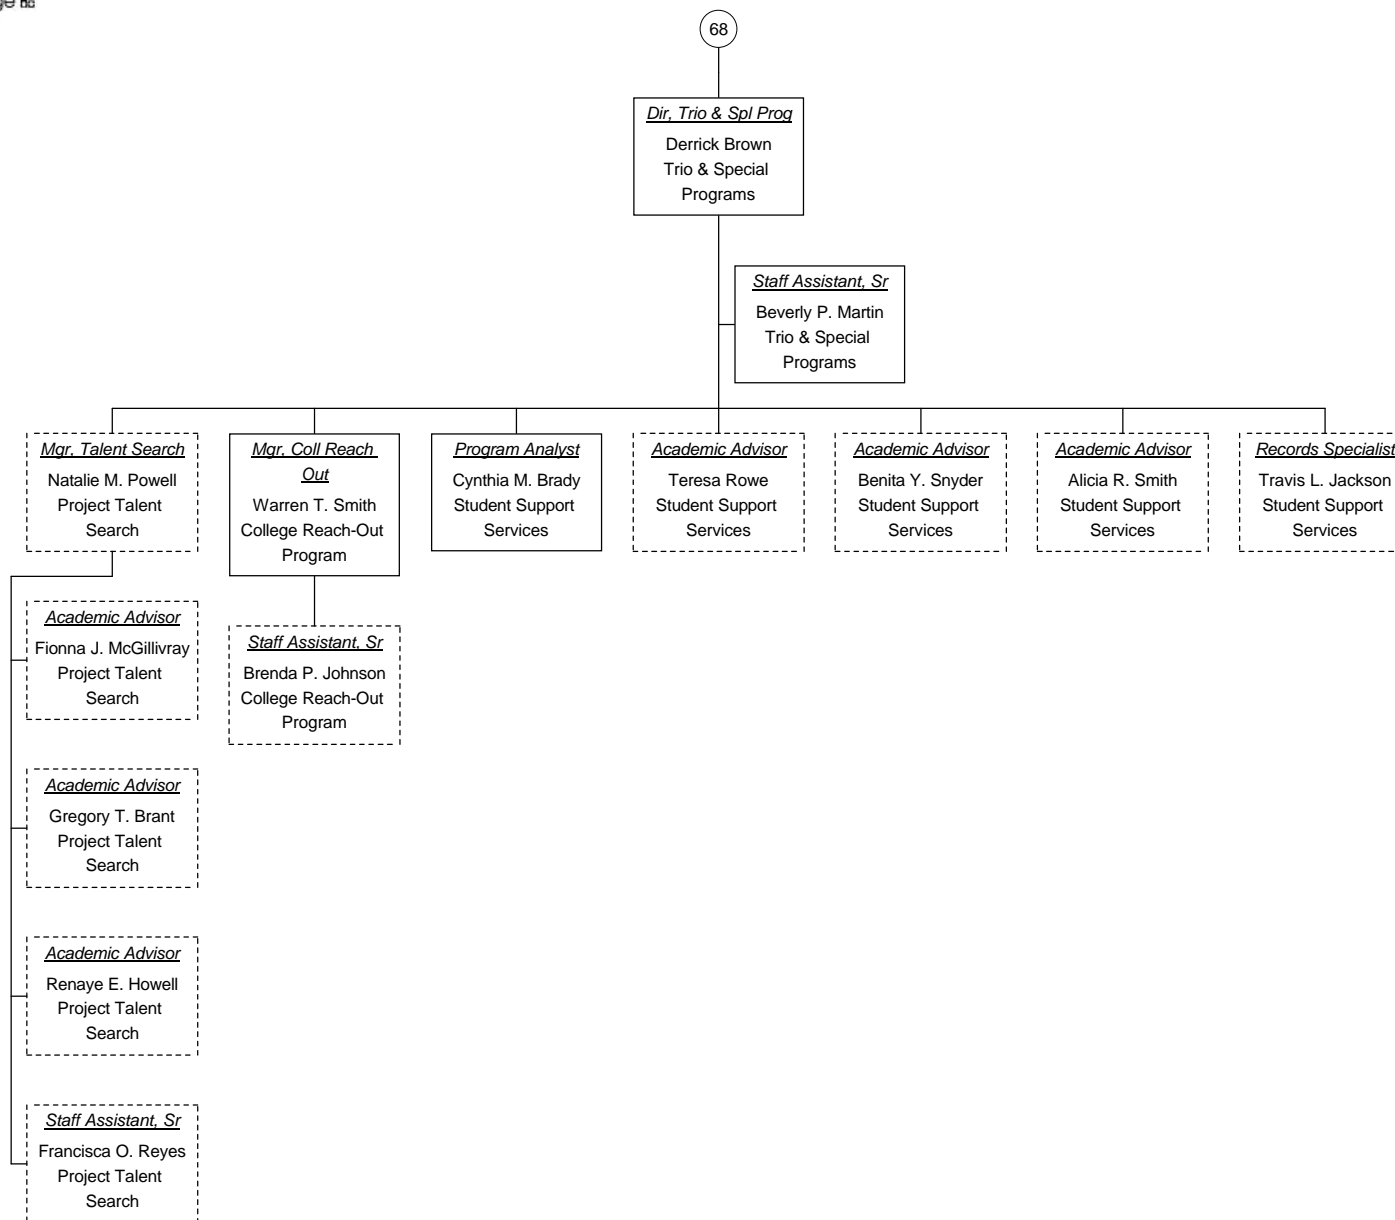 68
Dir, Trio & Spl Prog
Derrick Brown
Trio & Special
Programs
Staff Assistant, Sr
Beverly P. Martin
Trio & Special
Programs
Mgr, Talent Search
Natalie M. Powell
Project Talent
Search
Mgr, Coll Reach
Out
Warren T. Smith
College Reach-Out
Program
Program Analyst
Cynthia M. Brady
Student Support
Services
Academic Advisor
Teresa Rowe
Student Support
Services
Academic Advisor
Benita Y. Snyder
Student Support
Services
Academic Advisor
Alicia R. Smith
Student Support
Services
Records Specialist
Travis L. Jackson
Student Support
Services
Academic Advisor
Fionna J. McGillivray
Project Talent
Search
Staff Assistant, Sr
Brenda P. Johnson
College Reach-Out
Program
Academic Advisor
Gregory T. Brant
Project Talent
Search
Academic Advisor
Renaye E. Howell
Project Talent
Search
Staff Assistant, Sr
Francisca O. Reyes
Project Talent
Search